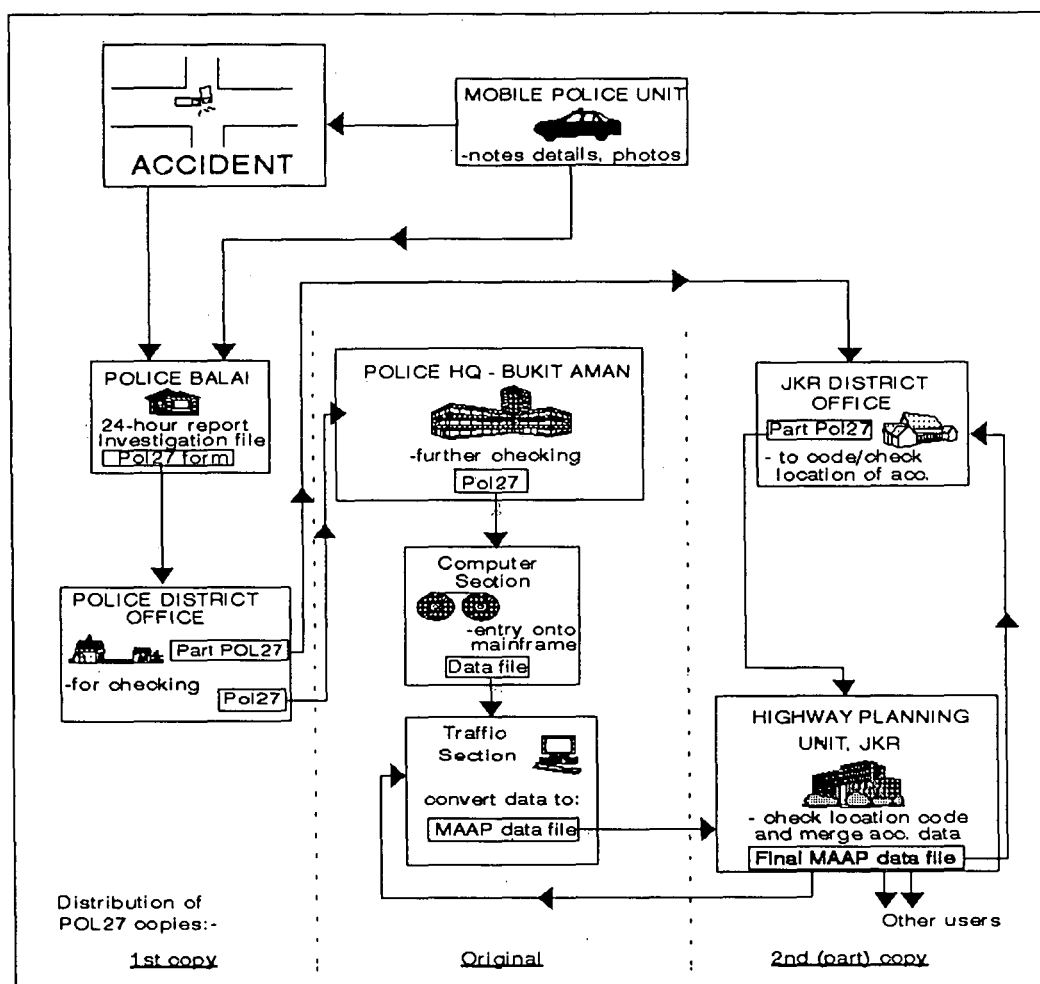 ACCIDENT
MOBILE POLICE UNIT
-notes details, photos
POLICE BALAI
24-hour report
Investigation file
Pol27 form
POLICE DISTRICT
OFFICE
Part POL27
-for checking
Pol27
POLICE HQ - BUKIT AMAN
-further checking
Pol27
Computer
Section
-entry onto
mainframe
Data file
Traffic
Section
convert data to:
MAAP data file
JKR DISTRICT
OFFICE
Part Pol27
- to code/check
location of acc.
HIGHWAY PLANNING
UNIT, JKR
- check location code
and merge acc. data
Final MAAP data file
Other users
Distribution of
POL27 copies:-
1st copy
Original
2nd (part) copy